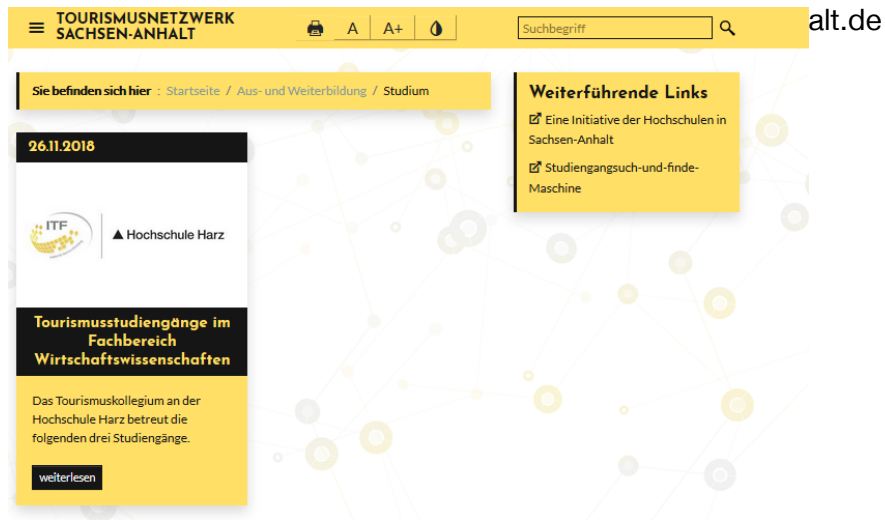 TOURISMUSNETZWERK
SACHSEN-ANHALT
A A+
Suchbegriff
alt.de
Sie befinden sich hier : Startseite / Aus- und Weiterbildung / Studium
Weiterführende Links
Eine Initiative der Hochschulen in
Sachsen-Anhalt
Studiengangsuch-und-finde-
Maschine
26.11.2018
ITF
Hochschule Harz
Tourismusstudiengänge im
Fachbereich
Wirtschaftswissenschaften
Das Tourismuskollegium an der
Hochschule Harz betreut die
folgenden drei Studiengänge.
weiterlesen